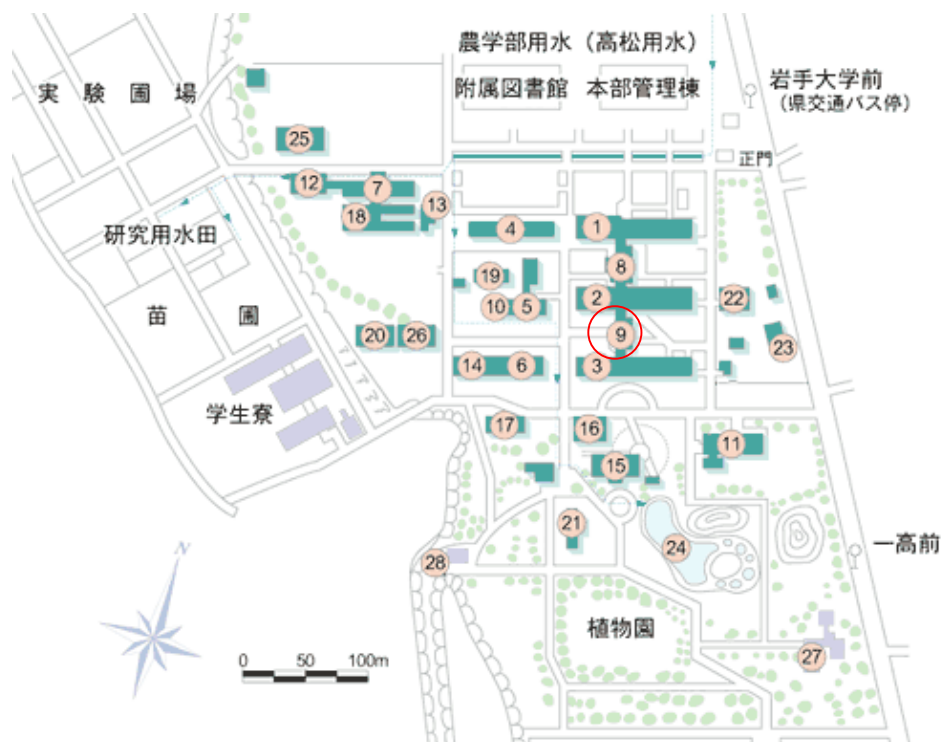 農学部用水（高松用水）
附属図書館 本部管理棟
岩手大学前
（県交通バス停）
実験圃場
正門
25
12
7
13
18
研究用水田
4
1
8
19
10
5
2
22
9
23
苗圃
20
26
14
6
3
学生寮
17
16
11
15
21
24
一高前
28
N
植物園
27
0 50 100m